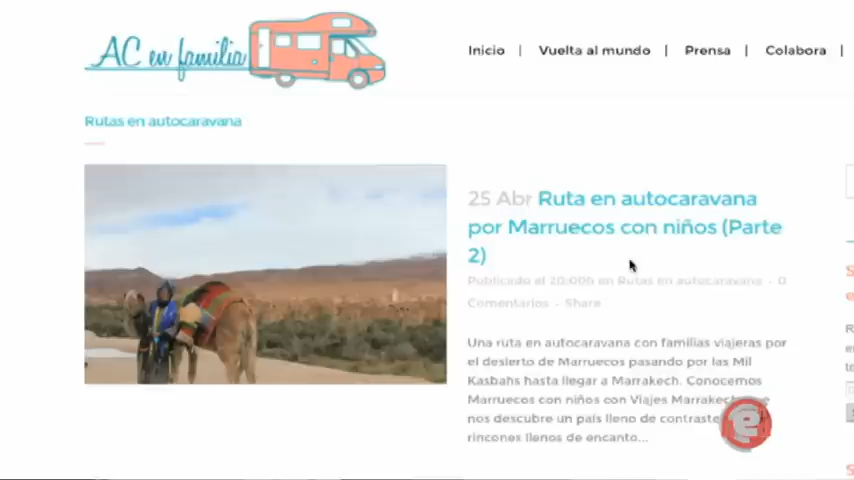 AC en familia
Inicio | Vuelta al mundo | Prensa | Colabora |
Rutas en autocaravana
25 Abr Ruta en autocaravana
por Marruecos con niños (Parte
2)
Publicado el 20:00h en Rutas en autocaravana - 0
Comentarios - Share
Una ruta en autocaravana con familias viajeras por
el desierto de Marruecos pasando por las Mil
Kasbahs hasta llegar a Marrakech. Conocemos
Marruecos con niños con Viajes Marrakech
nos descubre un país lleno de contraste
rincones llenos de encanto...
e